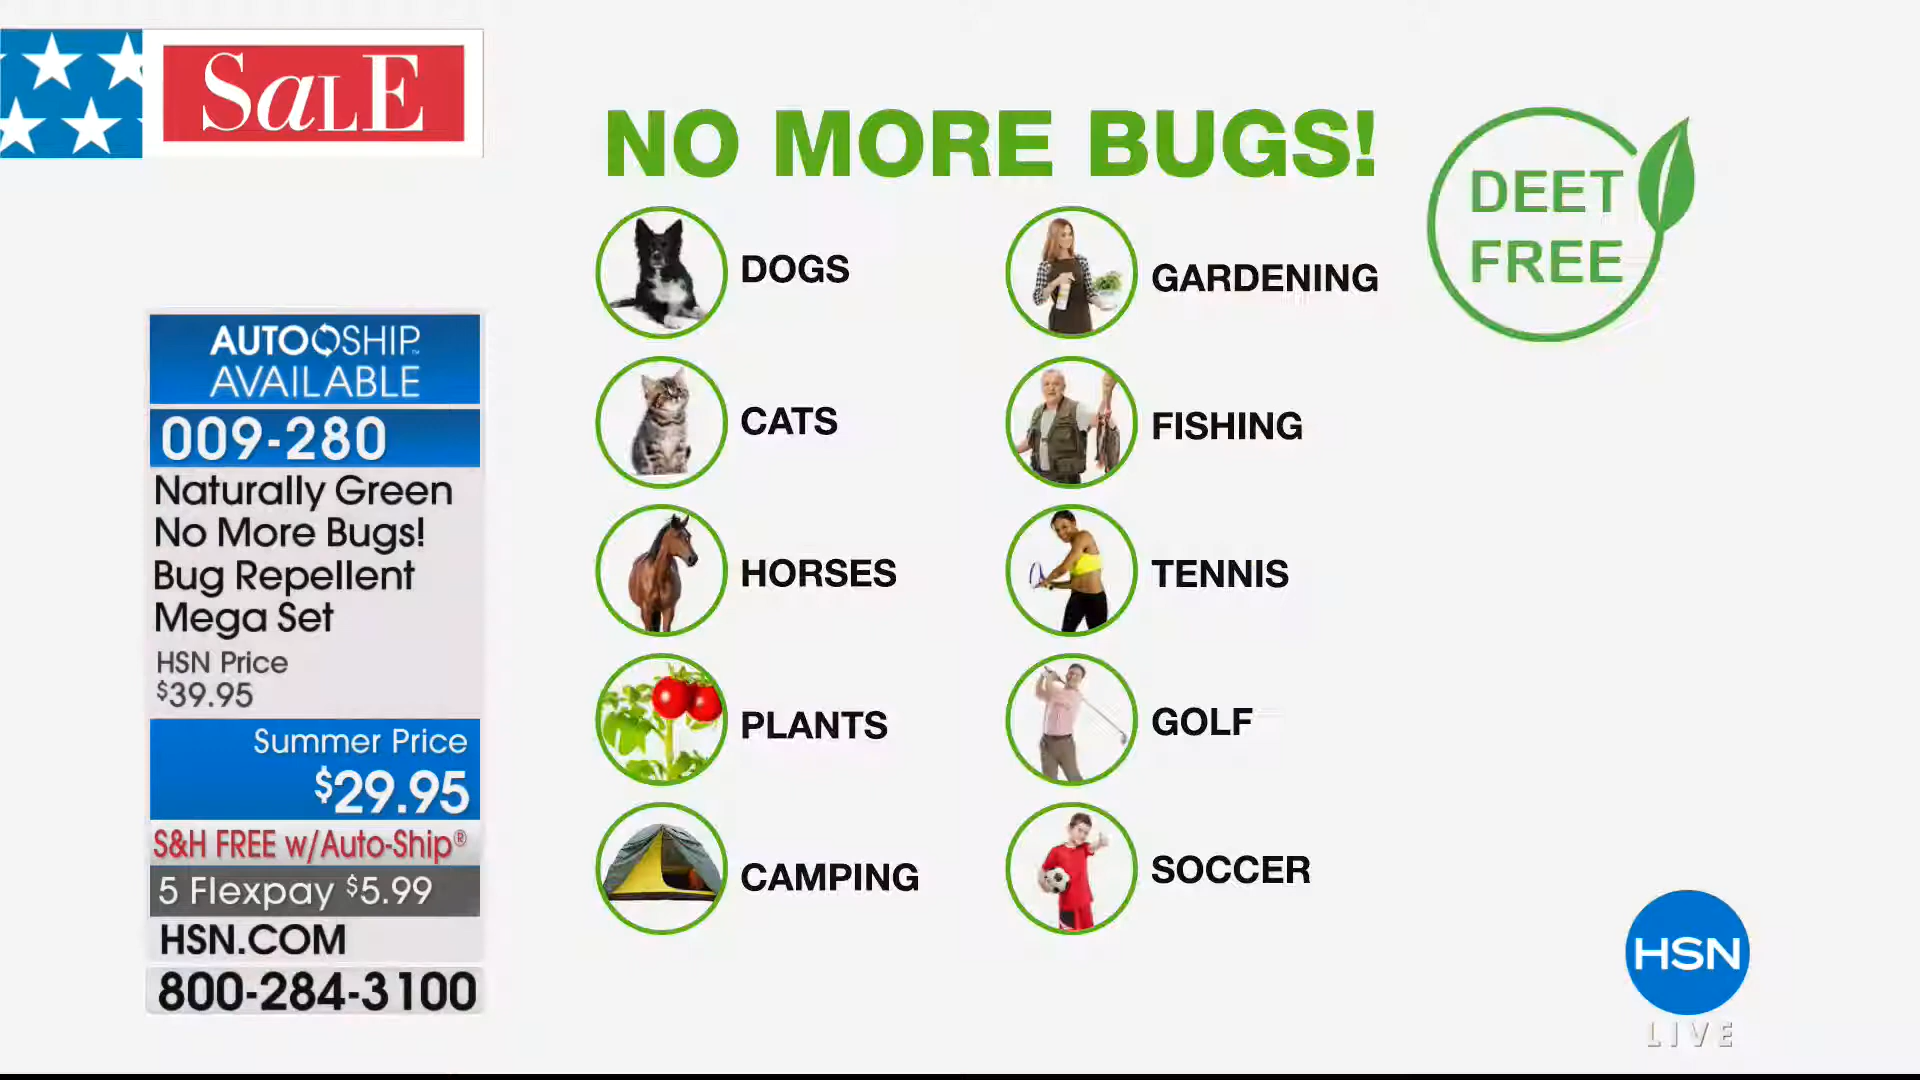 SaLE
NO MORE BUGS!
DEET
FREE
DOGS
GARDENING
CATS
FISHING
HORSES
TENNIS
PLANTS
GOLF
CAMPING
SOCCER
AUTO SHIP™
AVAILABLE
009-280
Naturally Green
No More Bugs!
Bug Repellent
Mega Set
HSN Price
$39.95
Summer Price
$29.95
S&H FREE w/Auto-Ship®
5 Flexpay $5.99
HSN.COM
800-284-3100
HSN
LIVE